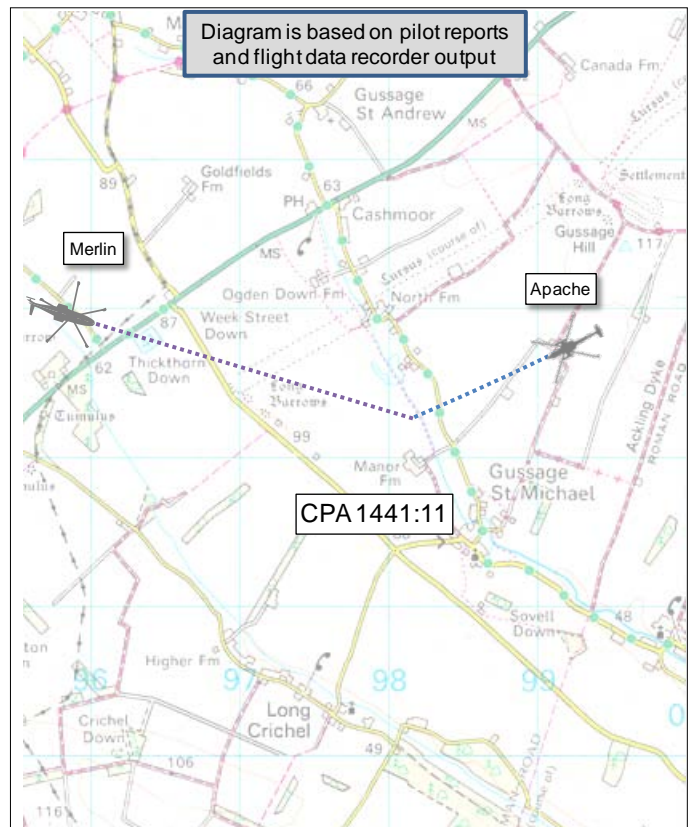 Diagram is based on pilot reports
and flight data recorder output
M
66
Canada Fm
Gussage
St Andrew
MS
Goldfields
Fm
89
PH
63
Cashmoor
Cursus (course of)
Long
Barrows
Settlement
Gussage
Hill
117
Merlin
MS
Ogden Down Fm
North Fm
Apache
87
Week Street
Down
62
Thickthorn
Down
MS
Tumulus
Long
Barrows
99
Ackling Dyke
ROMAN ROAD
Manor
Fm
Gussage
St. Michael
CPA 1441:11
Sovell
Down
48
Higher Fm
96
97
98
99
0
Long
Crichel
Crichel
Down
49
106
116